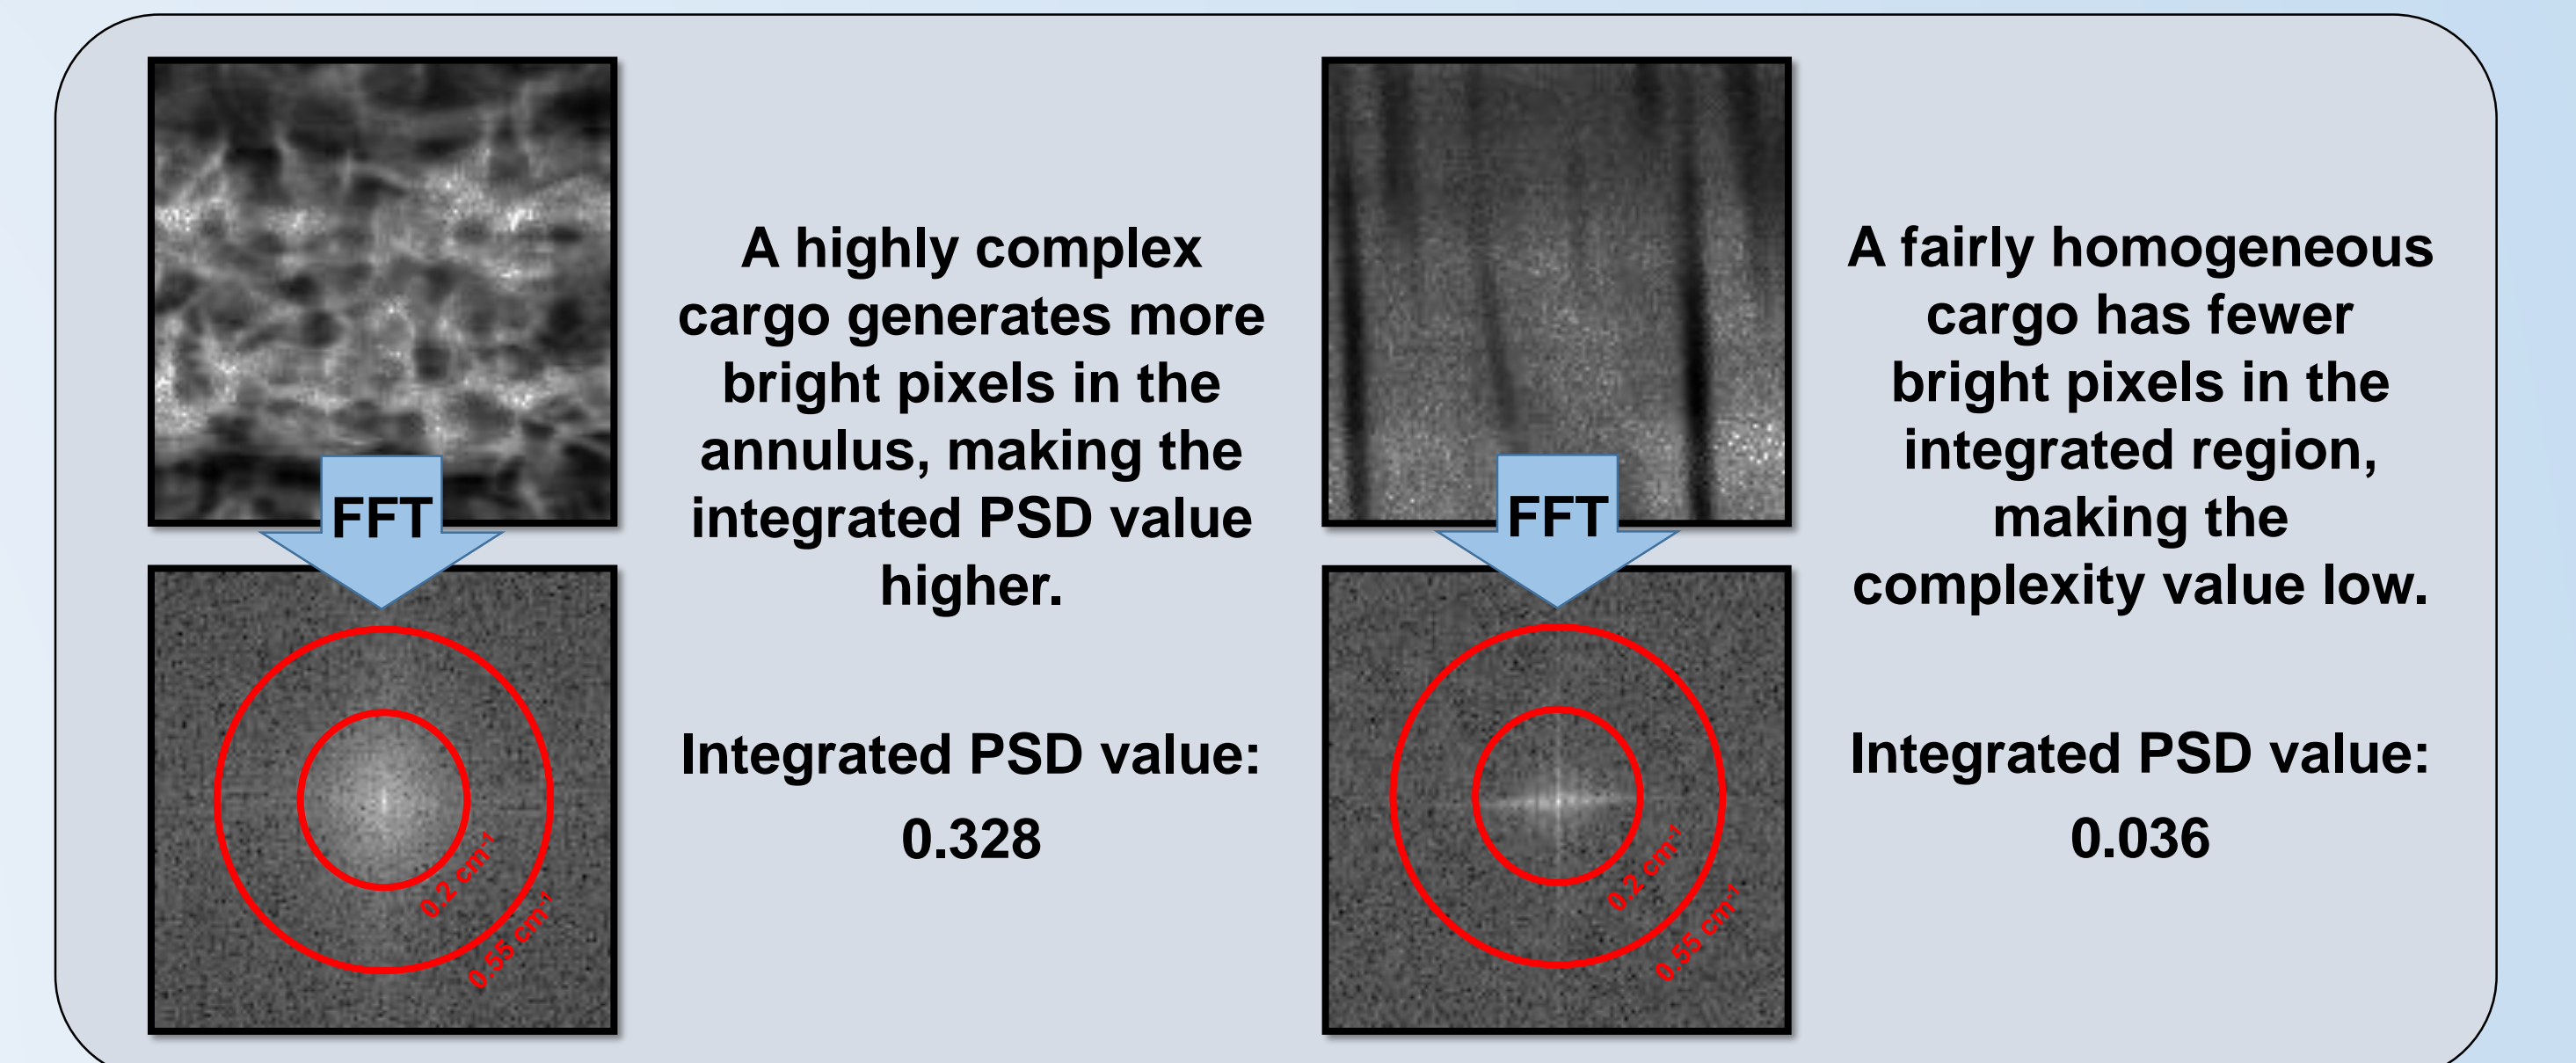 FFT
0.2 cm⁻¹
0.55 cm⁻¹
A highly complex
cargo generates more
bright pixels in the
annulus, making the
integrated PSD value
higher.
Integrated PSD value:
0.328
FFT
0.2 cm⁻¹
0.55 cm⁻¹
A fairly homogeneous
cargo has fewer
bright pixels in the
integrated region,
making the
complexity value low.
Integrated PSD value:
0.036